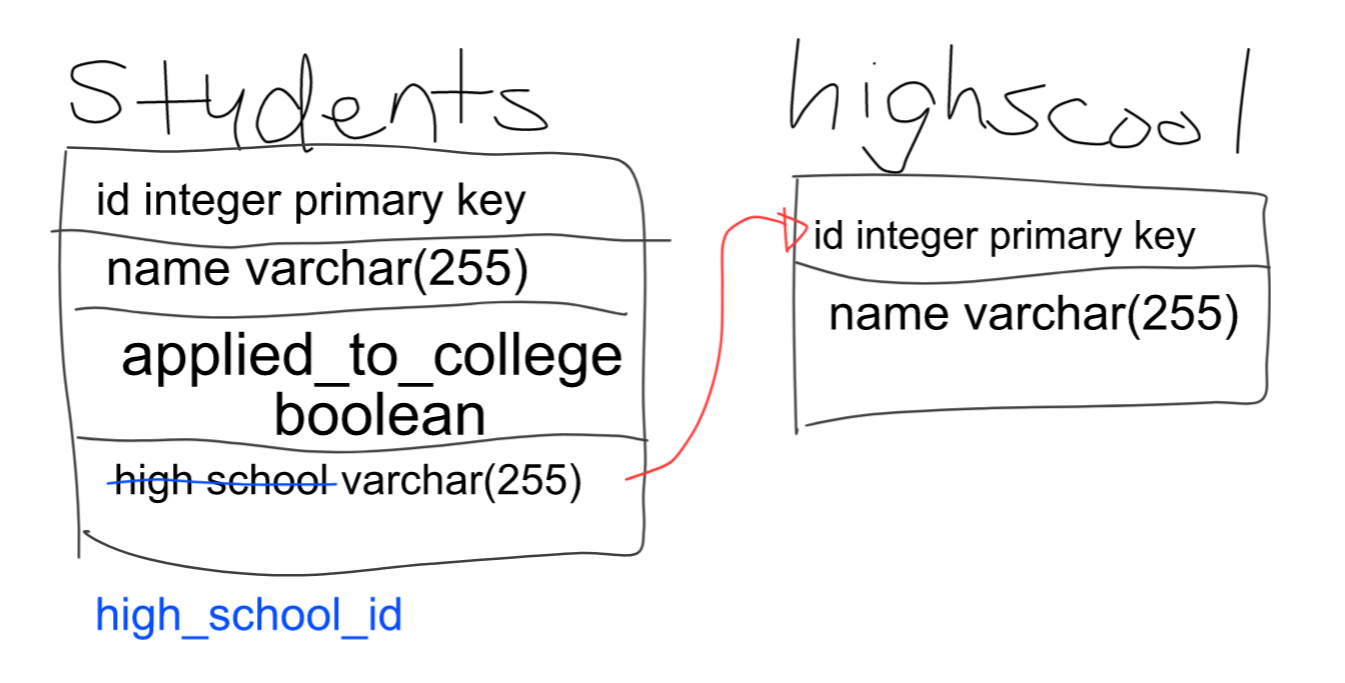 Students
id integer primary key
name varchar(255)
applied_to_college
boolean
high school varchar(255)
high_school_id
highscool
id integer primary key
name varchar(255)